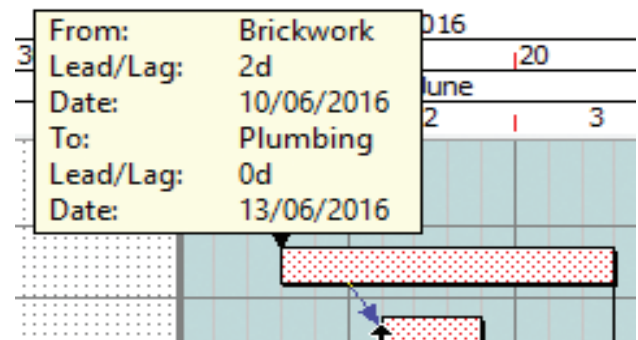 From: Brickwork
Lead/Lag: 2d
Date: 10/06/2016
To: Plumbing
Lead/Lag: 0d
Date: 13/06/2016
016
3 20
June
2 3